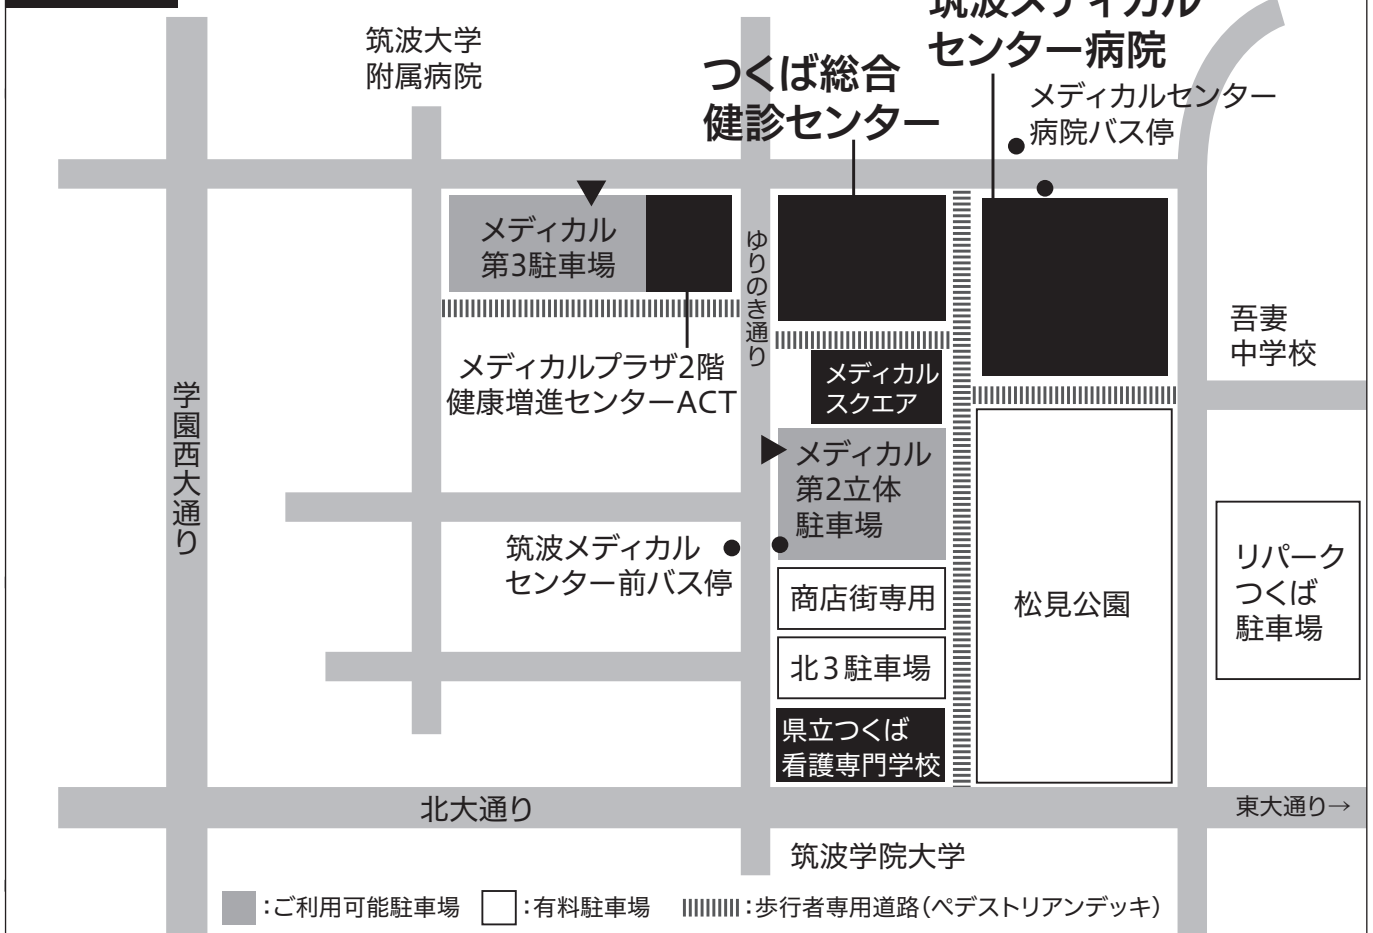 筑波メディカル
センター病院
筑波大学
附属病院
つくば総合
健診センター
メディカルセンター
病院バス停
メディカル
第3駐車場
ゆりのき通り
メディカルプラザ2階
健康増進センターACT
メディカル
スクエア
吾妻
中学校
学園西大通り
メディカル
第2立体
駐車場
筑波メディカル
センター前バス停
商店街専用
松見公園
リパーク
つくば
駐車場
北3駐車場
県立つくば
看護専門学校
北大通り
東大通り→
筑波学院大学
:ご利用可能駐車場
:有料駐車場
:歩行者専用道路(ペデストリアンデッキ)